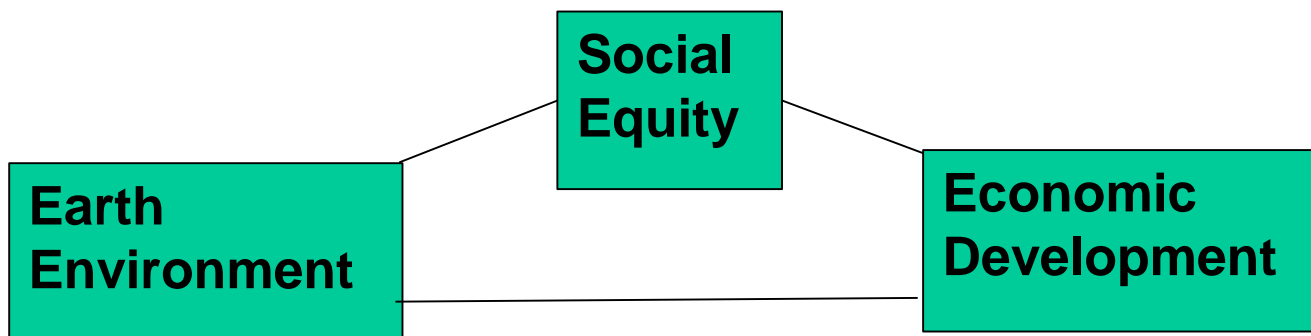 Social
Equity
Earth
Environment
Economic
Development